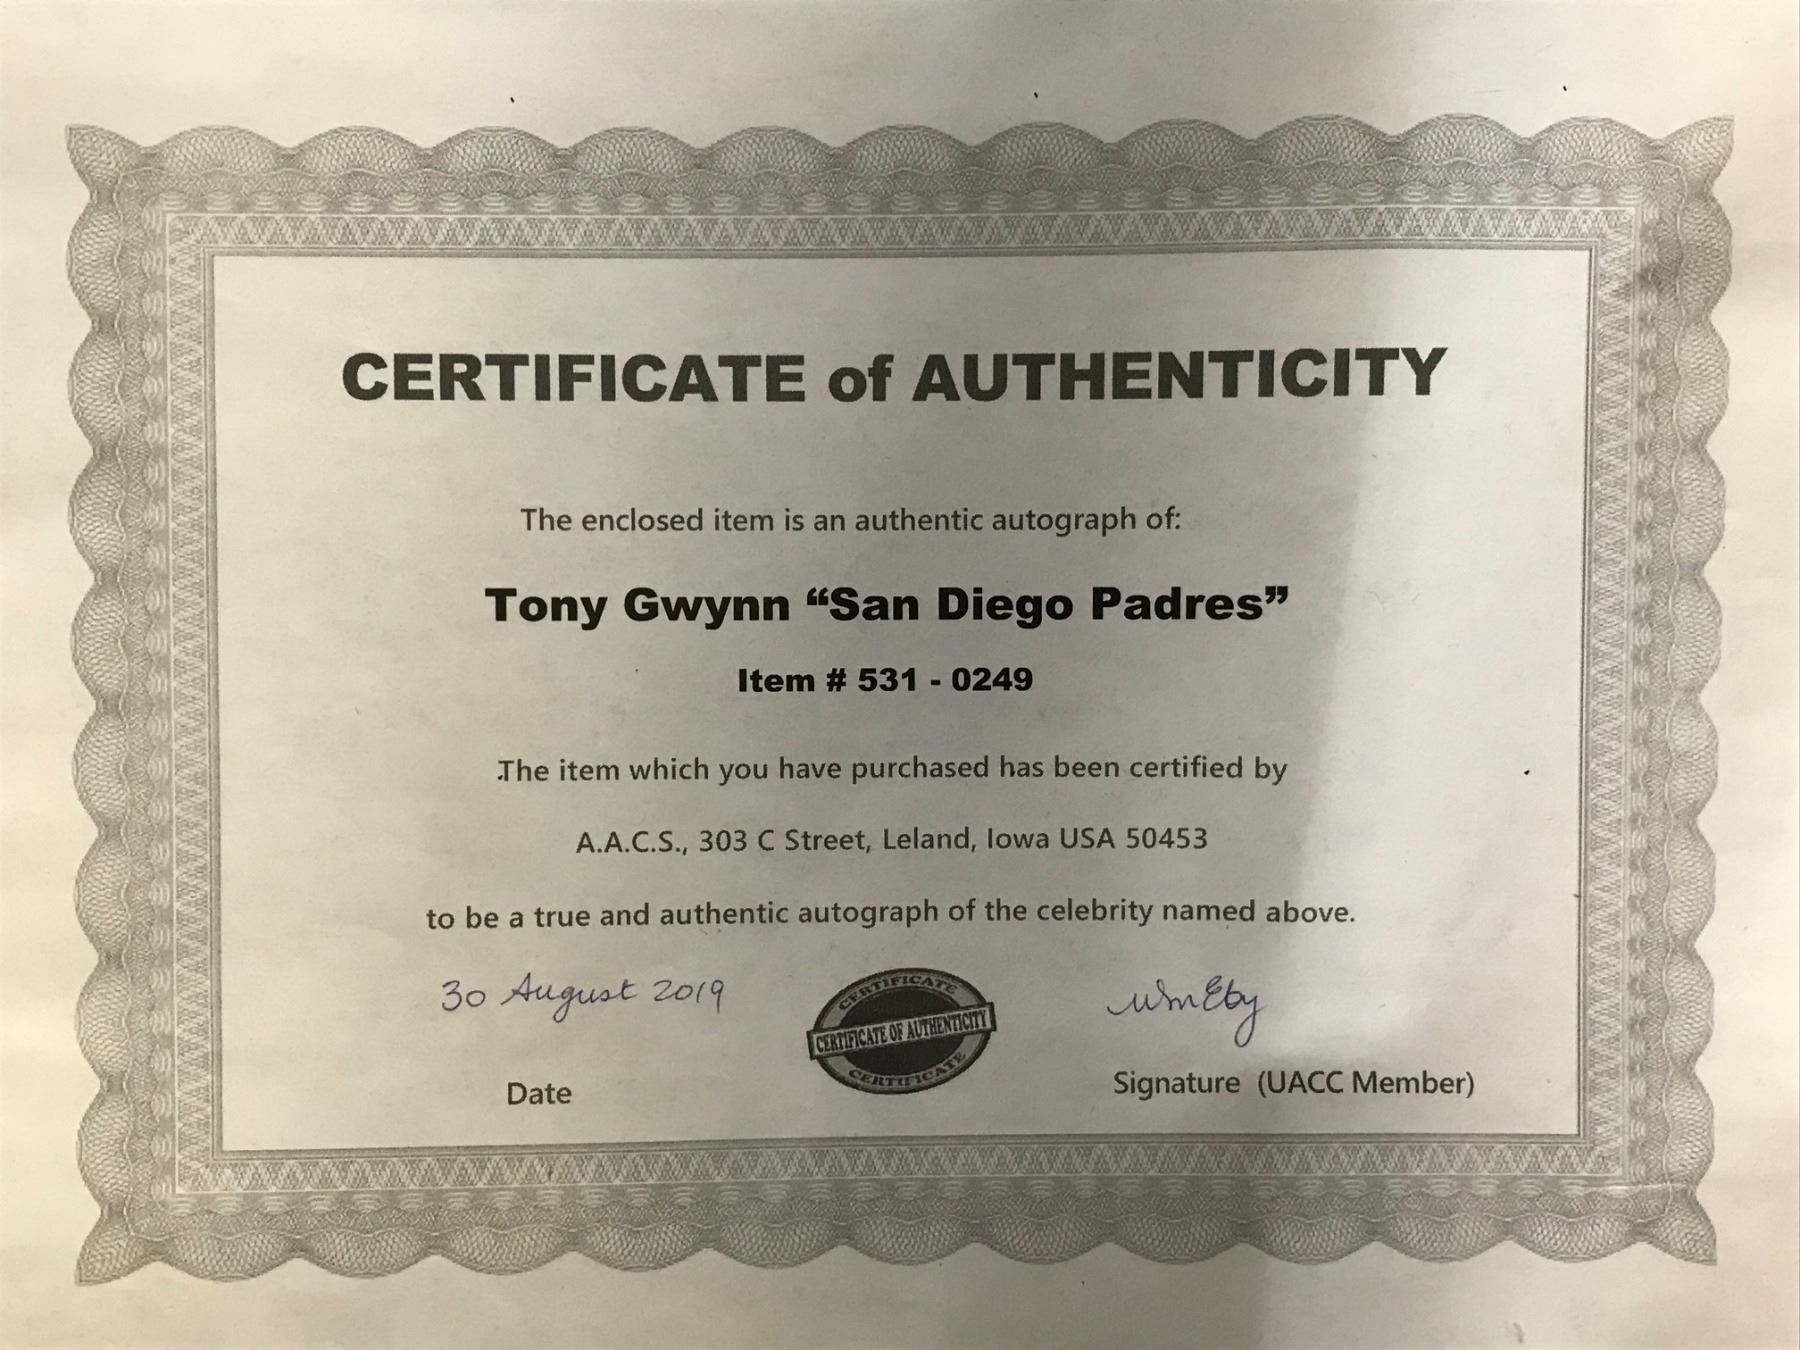 CERTIFICATE of AUTHENTICITY
The enclosed item is an authentic autograph of:
Tony Gwynn “San Diego Padres”
Item # 531 - 0249
.The item which you have purchased has been certified by
A.A.C.S., 303 C Street, Leland, Iowa USA 50453
to be a true and authentic autograph of the celebrity named above.
30 August 2019
CERTIFICATE
CERTIFICATE OF AUTHENTICITY
CERTIFICATE
WmEby
Date
Signature (UACC Member)